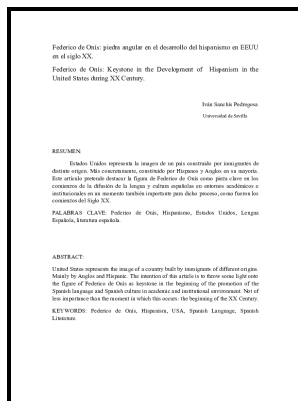 Federico de Onís: piedra angular en el desarrollo del hispanismo en EEUU
en el siglo XX.
Federico de Onís: Keystone in the Development of Hispanism in the
United States during XX Century.
Iván Sanchís Pedregosa
Universidad de Sevilla
RESUMEN:
Estados Unidos representa la imagen de un país construido por inmigrantes de
distinto origen. Más concretamente, construido por Hispanos y Anglos en su mayoría.
Este artículo pretende destacar la figura de Federico de Onís como pieza clave en los
comienzos de la difusión de la lengua y cultura españolas en entornos académicos e
institucionales en un momento también importante para dicho proceso, como fueron los
comienzos del Siglo XX.
PALABRAS CLAVE: Federico de Onís, Hispanismo, Estados Unidos, Lengua
Española, literatura española.
ABSTRACT:
United States represents the image of a country built by immigrants of different origins.
Mainly by Anglos and Hispanic. The intention of this article is to throw some light onto
the figure of Federico de Onís as keystone in the beginning of the promotion of the
Spanish language and Spanish culture in academic and institutional environment. Not of
less importance than the moment in which this occurs: the beginning of the XX Century.
KEYWORDS: Federico de Onís, Hispanism, USA, Spanish Language, Spanish
Literature.